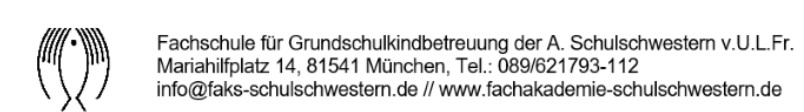 Fachschule für Grundschulkindbetreuung der A. Schulschwestern v.U.L.Fr.
Mariahilfplatz 14, 81541 München, Tel.: 089/621793-112
info@faks-schulschwestern.de // www.fachakademie-schulschwestern.de